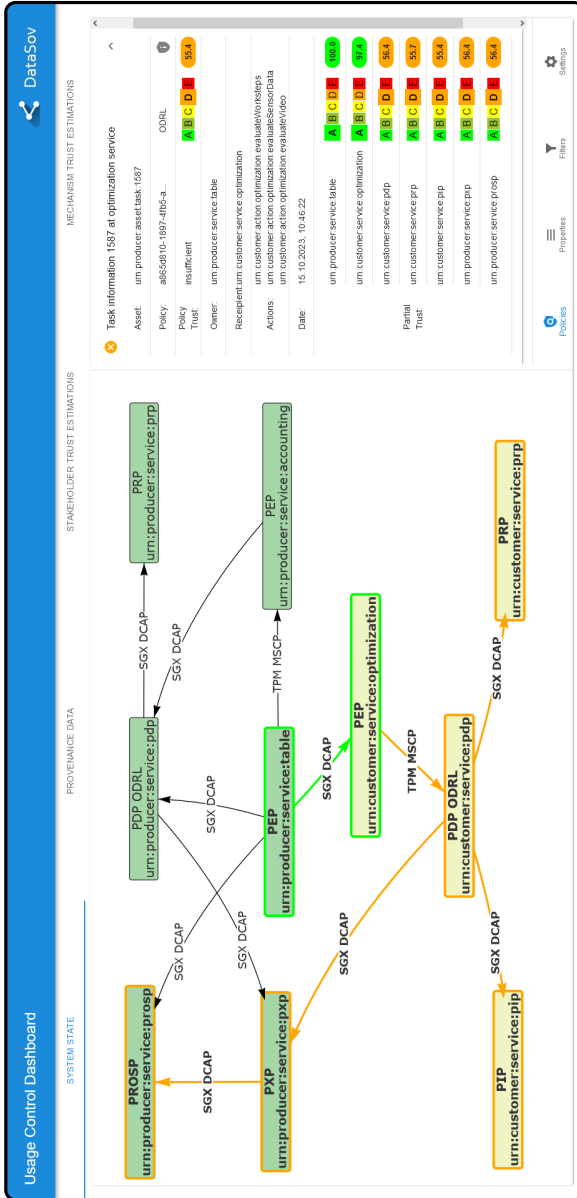 Usage Control Dashboard
DataSov
SYSTEM STATE
PROVENANCE DATA
STAKEHOLDER TRUST ESTIMATIONS
MECHANISM TRUST ESTIMATIONS
PROSP
urn:producer:service:prosp
PDP ODRL
urn:producer:service:pdp
PRP
urn:producer:service:prp
SGX DCAP
SGX DCAP
SGX DCAP
SGX DCAP
SGX DCAP
SGX DCAP
PXP
urn:producer:service:pxp
PEP
urn:producer:service:table
TPM MSCP
PEP
urn:producer:service:accounting
SGX DCAP
SGX DCAP
PEP
urn:customer:service:optimization
TPM MSCP
PDP ODRL
urn:customer:service:pdp
SGX DCAP
SGX DCAP
PIP
urn:customer:service:pip
PRP
urn:customer:service:prp
Task information 1587 at optimization service
Asset: urn:producer:asset:task:1587
Policy: a865d810-1897-4fb5-a... ODRL
Policy Trust: insufficient A B C D E 55.4
Owner: urn:producer:service:table
Receipient: urn:customer:service:optimization
Actions: urn:customer:action:optimization:evaluateWorksteps
urn:customer:action:optimization:evaluateSensorData
urn:customer:action:optimization:evaluateVideo
Date: 15.10.2023, 10:46:22
Partial Trust:
urn:producer:service:table A B C D E 100.0
urn:customer:service:optimization A B C D E 97.4
urn:customer:service:pdp A B C D E 56.4
urn:customer:service:prp A B C D E 55.7
urn:customer:service:pip A B C D E 55.4
urn:producer:service:pxp A B C D E 56.4
urn:producer:service:prosp A B C D E 56.4
Policies
Properties
Filters
Settings